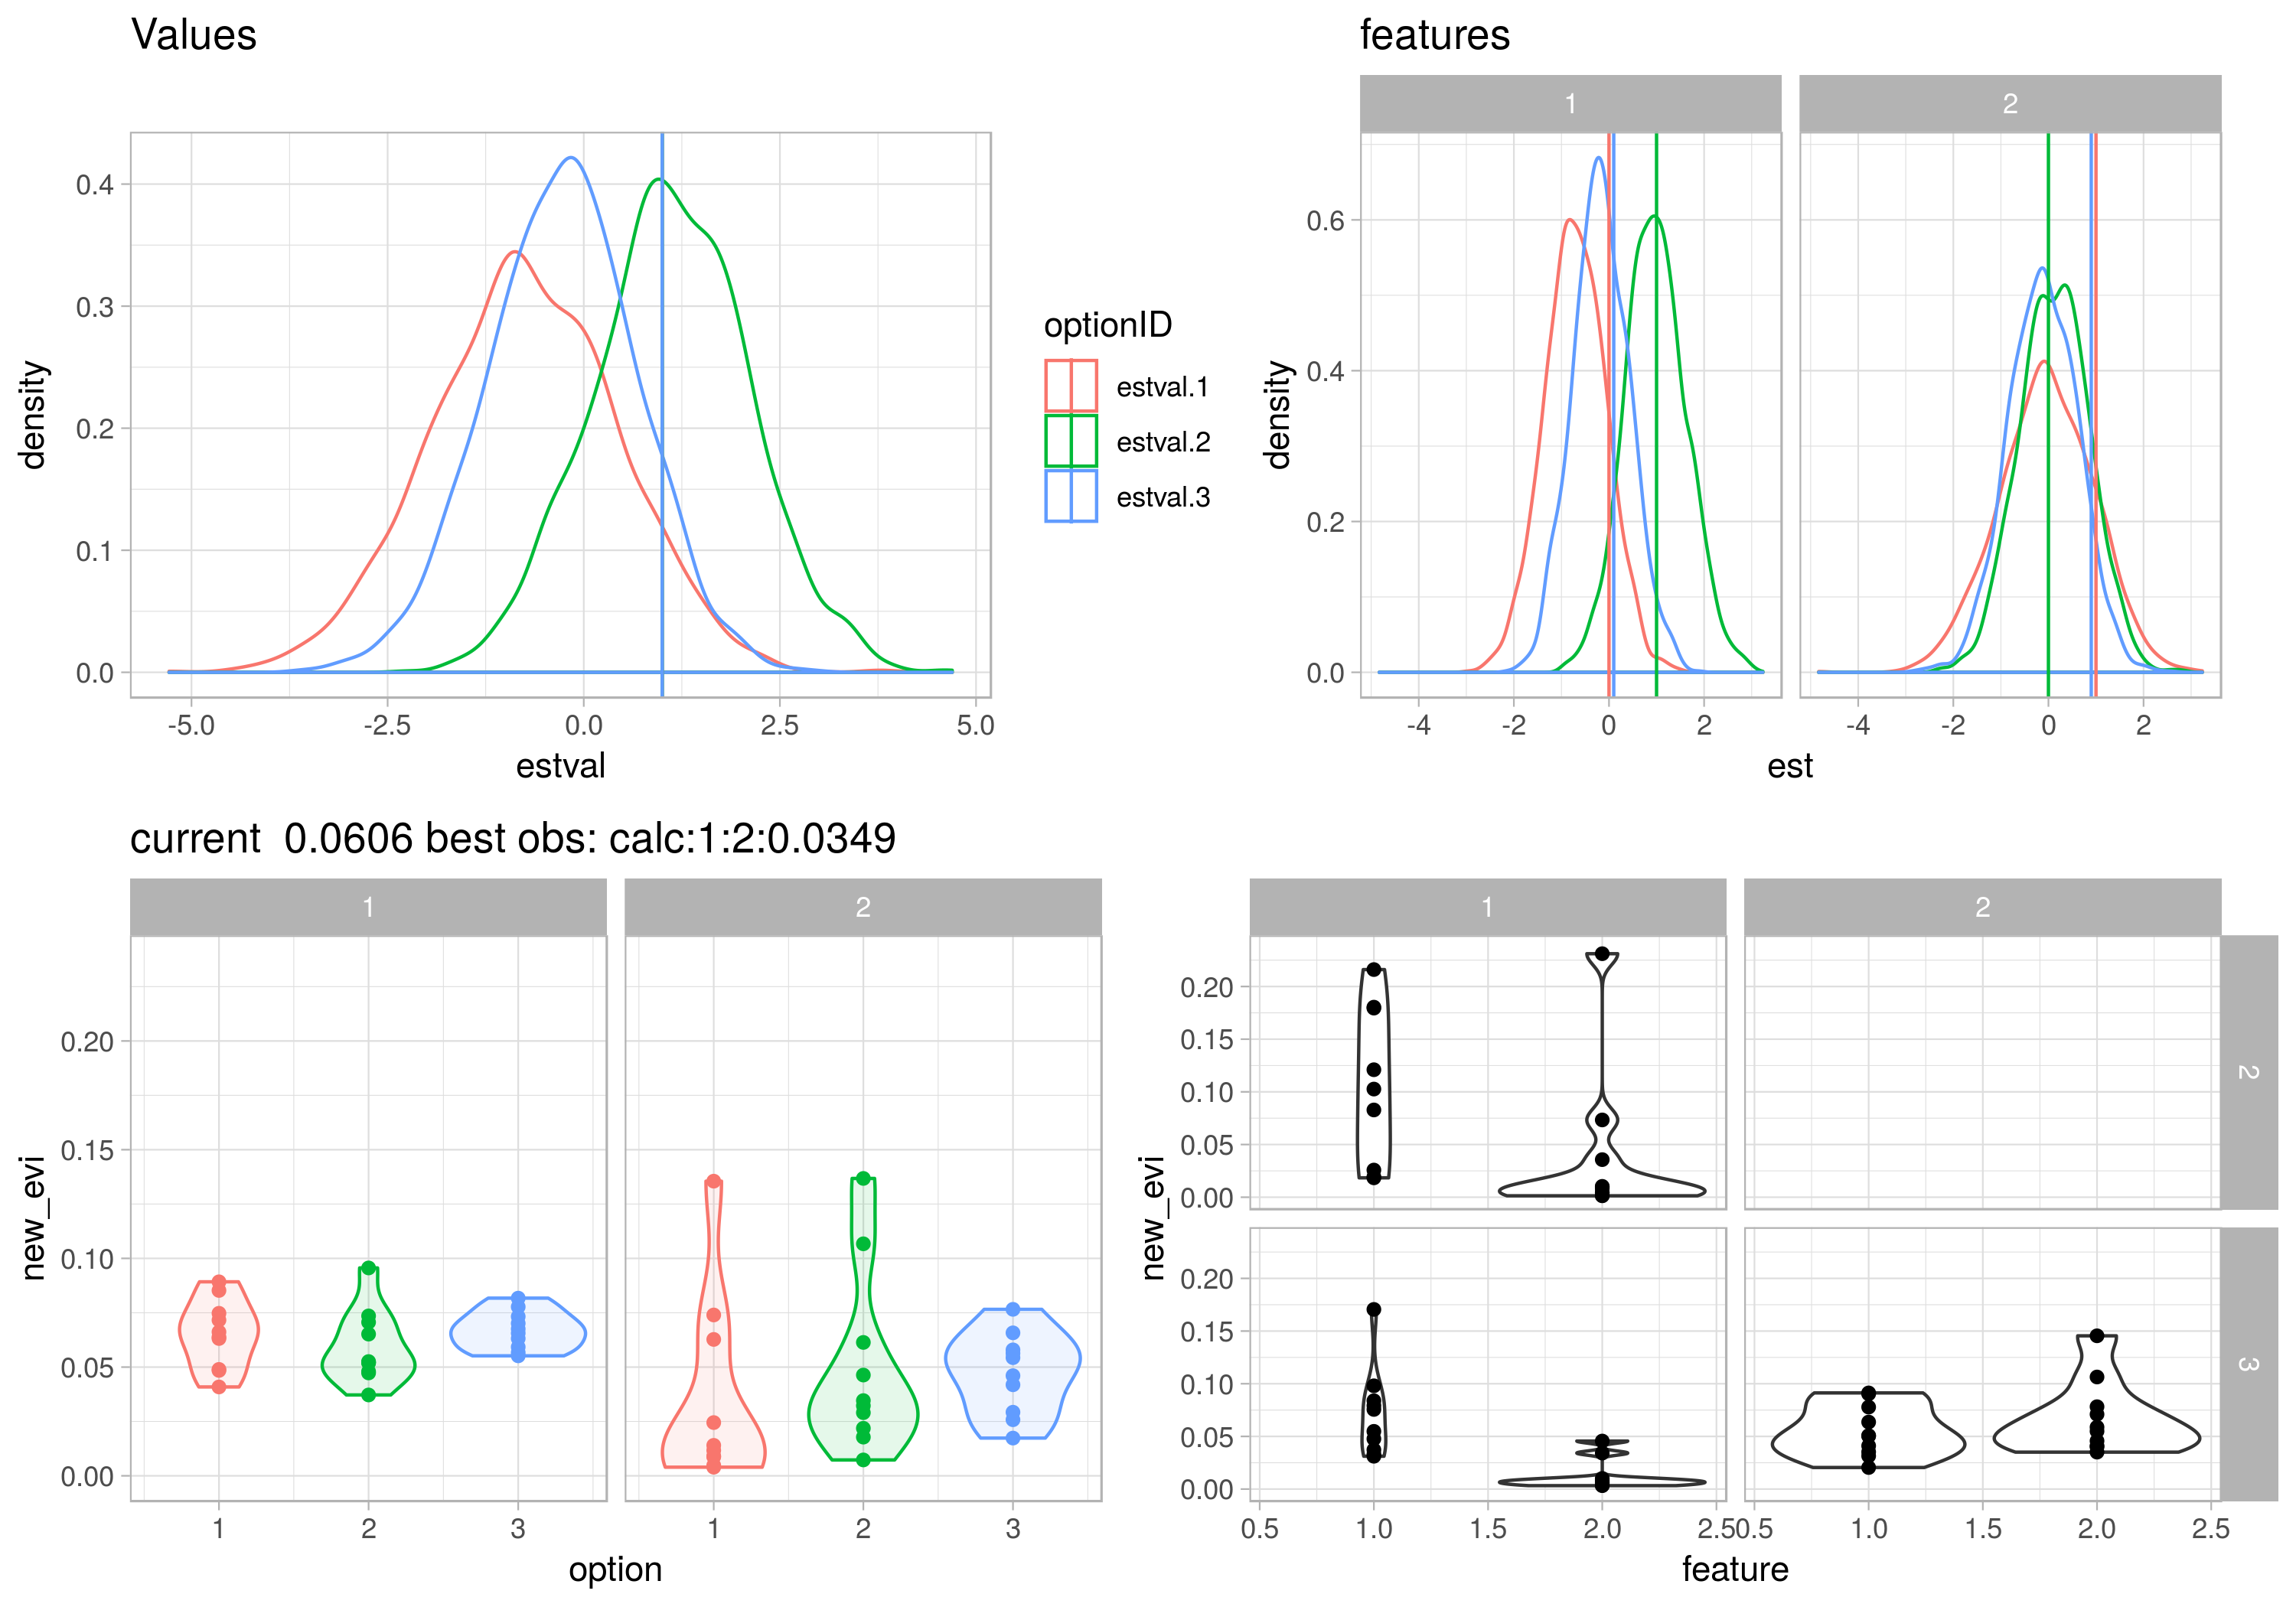 Values
density
0.4
0.3
0.2
0.1
0.0
-5.0 -2.5 0.0 2.5 5.0
estval
optionID
estval.1
estval.2
estval.3
features
1 2
density
0.6
0.4
0.2
0.0
-4 -2 0 2 -4 -2 0 2
est
current  0.0606 best obs: calc:1:2:0.0349
1 2
new_evi
0.20
0.15
0.10
0.05
0.00
1 2 3 1 2 3
option
1 2
new_evi
0.20
0.15
0.10
0.05
0.00
2
0.20
0.15
0.10
0.05
0.00
3
0.5 1.0 1.5 2.0 2.5 0.5 1.0 1.5 2.0 2.5
feature